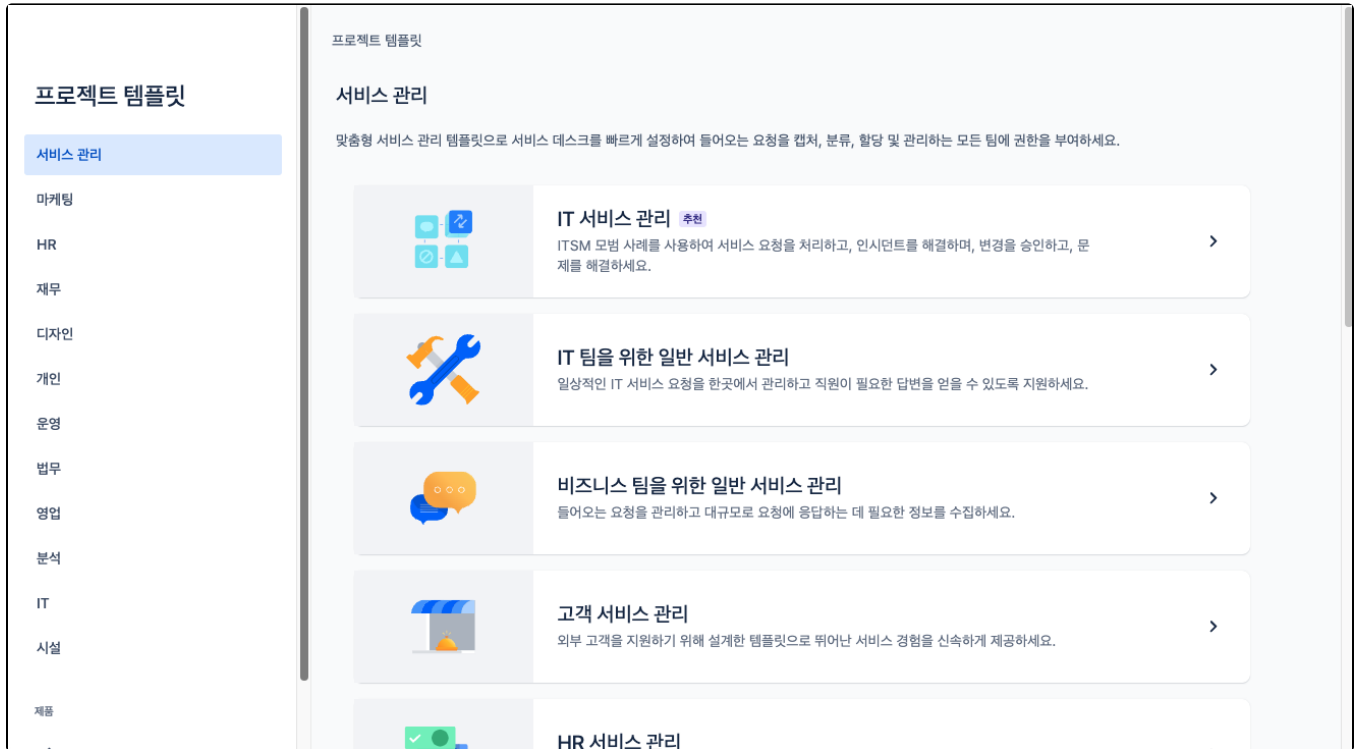 프로젝트 템플릿
서비스 관리
마케팅
HR
재무
디자인
개인
운영
법무
영업
분석
IT
시설
제품
프로젝트 템플릿
서비스 관리
맞춤형 서비스 관리 템플릿으로 서비스 데스크를 빠르게 설정하여 들어오는 요청을 캡처, 분류, 할당 및 관리하는 모든 팀에 권한을 부여하세요.
IT 서비스 관리 추천
ITSM 모범 사례를 사용하여 서비스 요청을 처리하고, 인시던트를 해결하며, 변경을 승인하고, 문
제를 해결하세요.
IT 팀을 위한 일반 서비스 관리
일상적인 IT 서비스 요청을 한곳에서 관리하고 직원이 필요한 답변을 얻을 수 있도록 지원하세요.
비즈니스 팀을 위한 일반 서비스 관리
들어오는 요청을 관리하고 대규모로 요청에 응답하는 데 필요한 정보를 수집하세요.
고객 서비스 관리
외부 고객을 지원하기 위해 설계한 템플릿으로 뛰어난 서비스 경험을 신속하게 제공하세요.
HR 서비스 관리